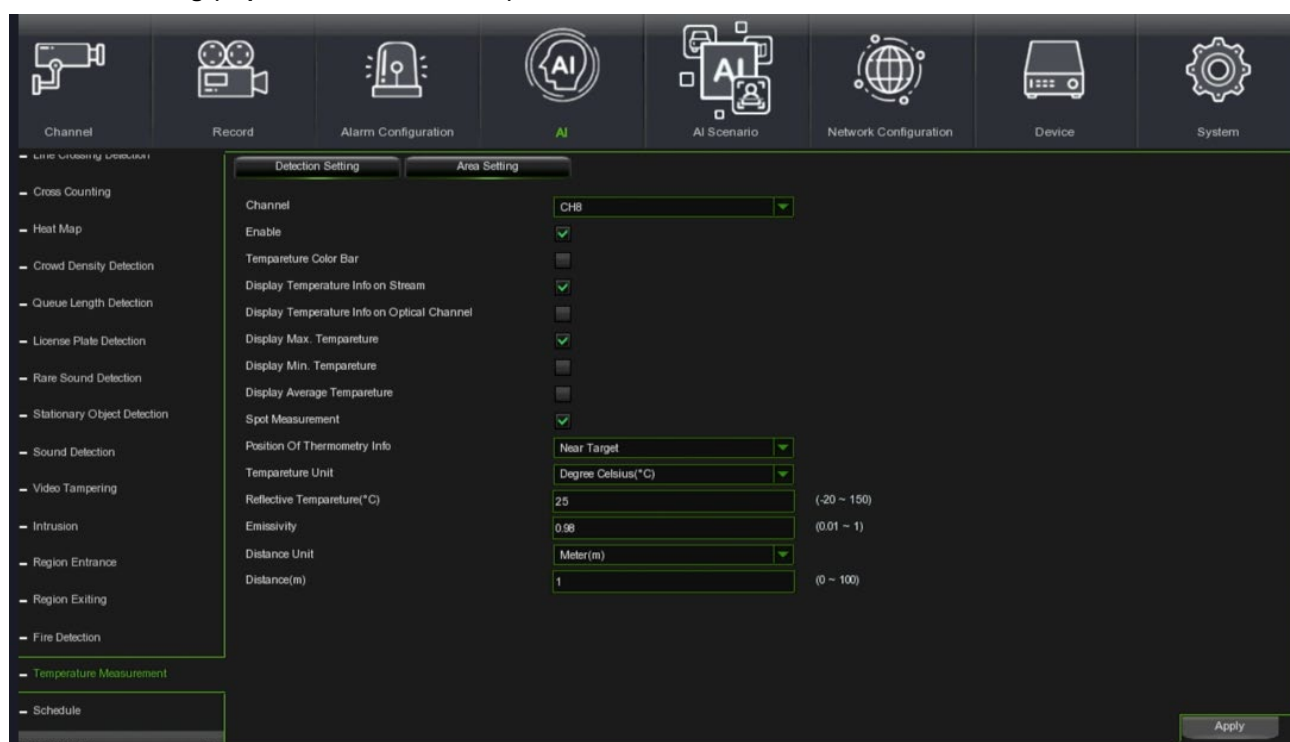 Channel
Record
Alarm Configuration
AI
AI Scenario
Network Configuration
Device
System
Line Crossing Detection
Cross Counting
Heat Map
Crowd Density Detection
Queue Length Detection
License Plate Detection
Rare Sound Detection
Stationary Object Detection
Sound Detection
Video Tampering
Intrusion
Region Entrance
Region Exiting
Fire Detection
Temperature Measurement
Schedule
Detection Setting
Area Setting
Channel CH8
Enable
Tempareture Color Bar
Display Temperature Info on Stream
Display Temperature Info on Optical Channel
Display Max. Tempareture
Display Min. Tempareture
Display Average Tempareture
Spot Measurement
Position Of Thermometry Info Near Target
Tempareture Unit Degree Celsius(°C)
Reflective Tempareture(°C) 25 (-20 ~ 150)
Emissivity 0.98 (0.01 ~ 1)
Distance Unit Meter(m)
Distance(m) 1 (0 ~ 100)
Apply